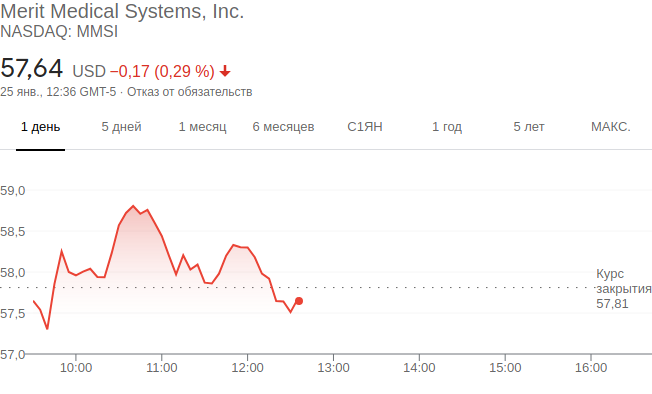 Merit Medical Systems, Inc.
NASDAQ: MMSI
57,64 USD −0,17 (0,29 %)
25 янв., 12:36 GMT-5 · Отказ от обязательств
1 день 5 дней 1 месяц 6 месяцев С1ЯН 1 год 5 лет МАКС.
59,0
58,5
58,0
57,5
57,0
Курс
закрытия
57,81
10:00 11:00 12:00 13:00 14:00 15:00 16:00